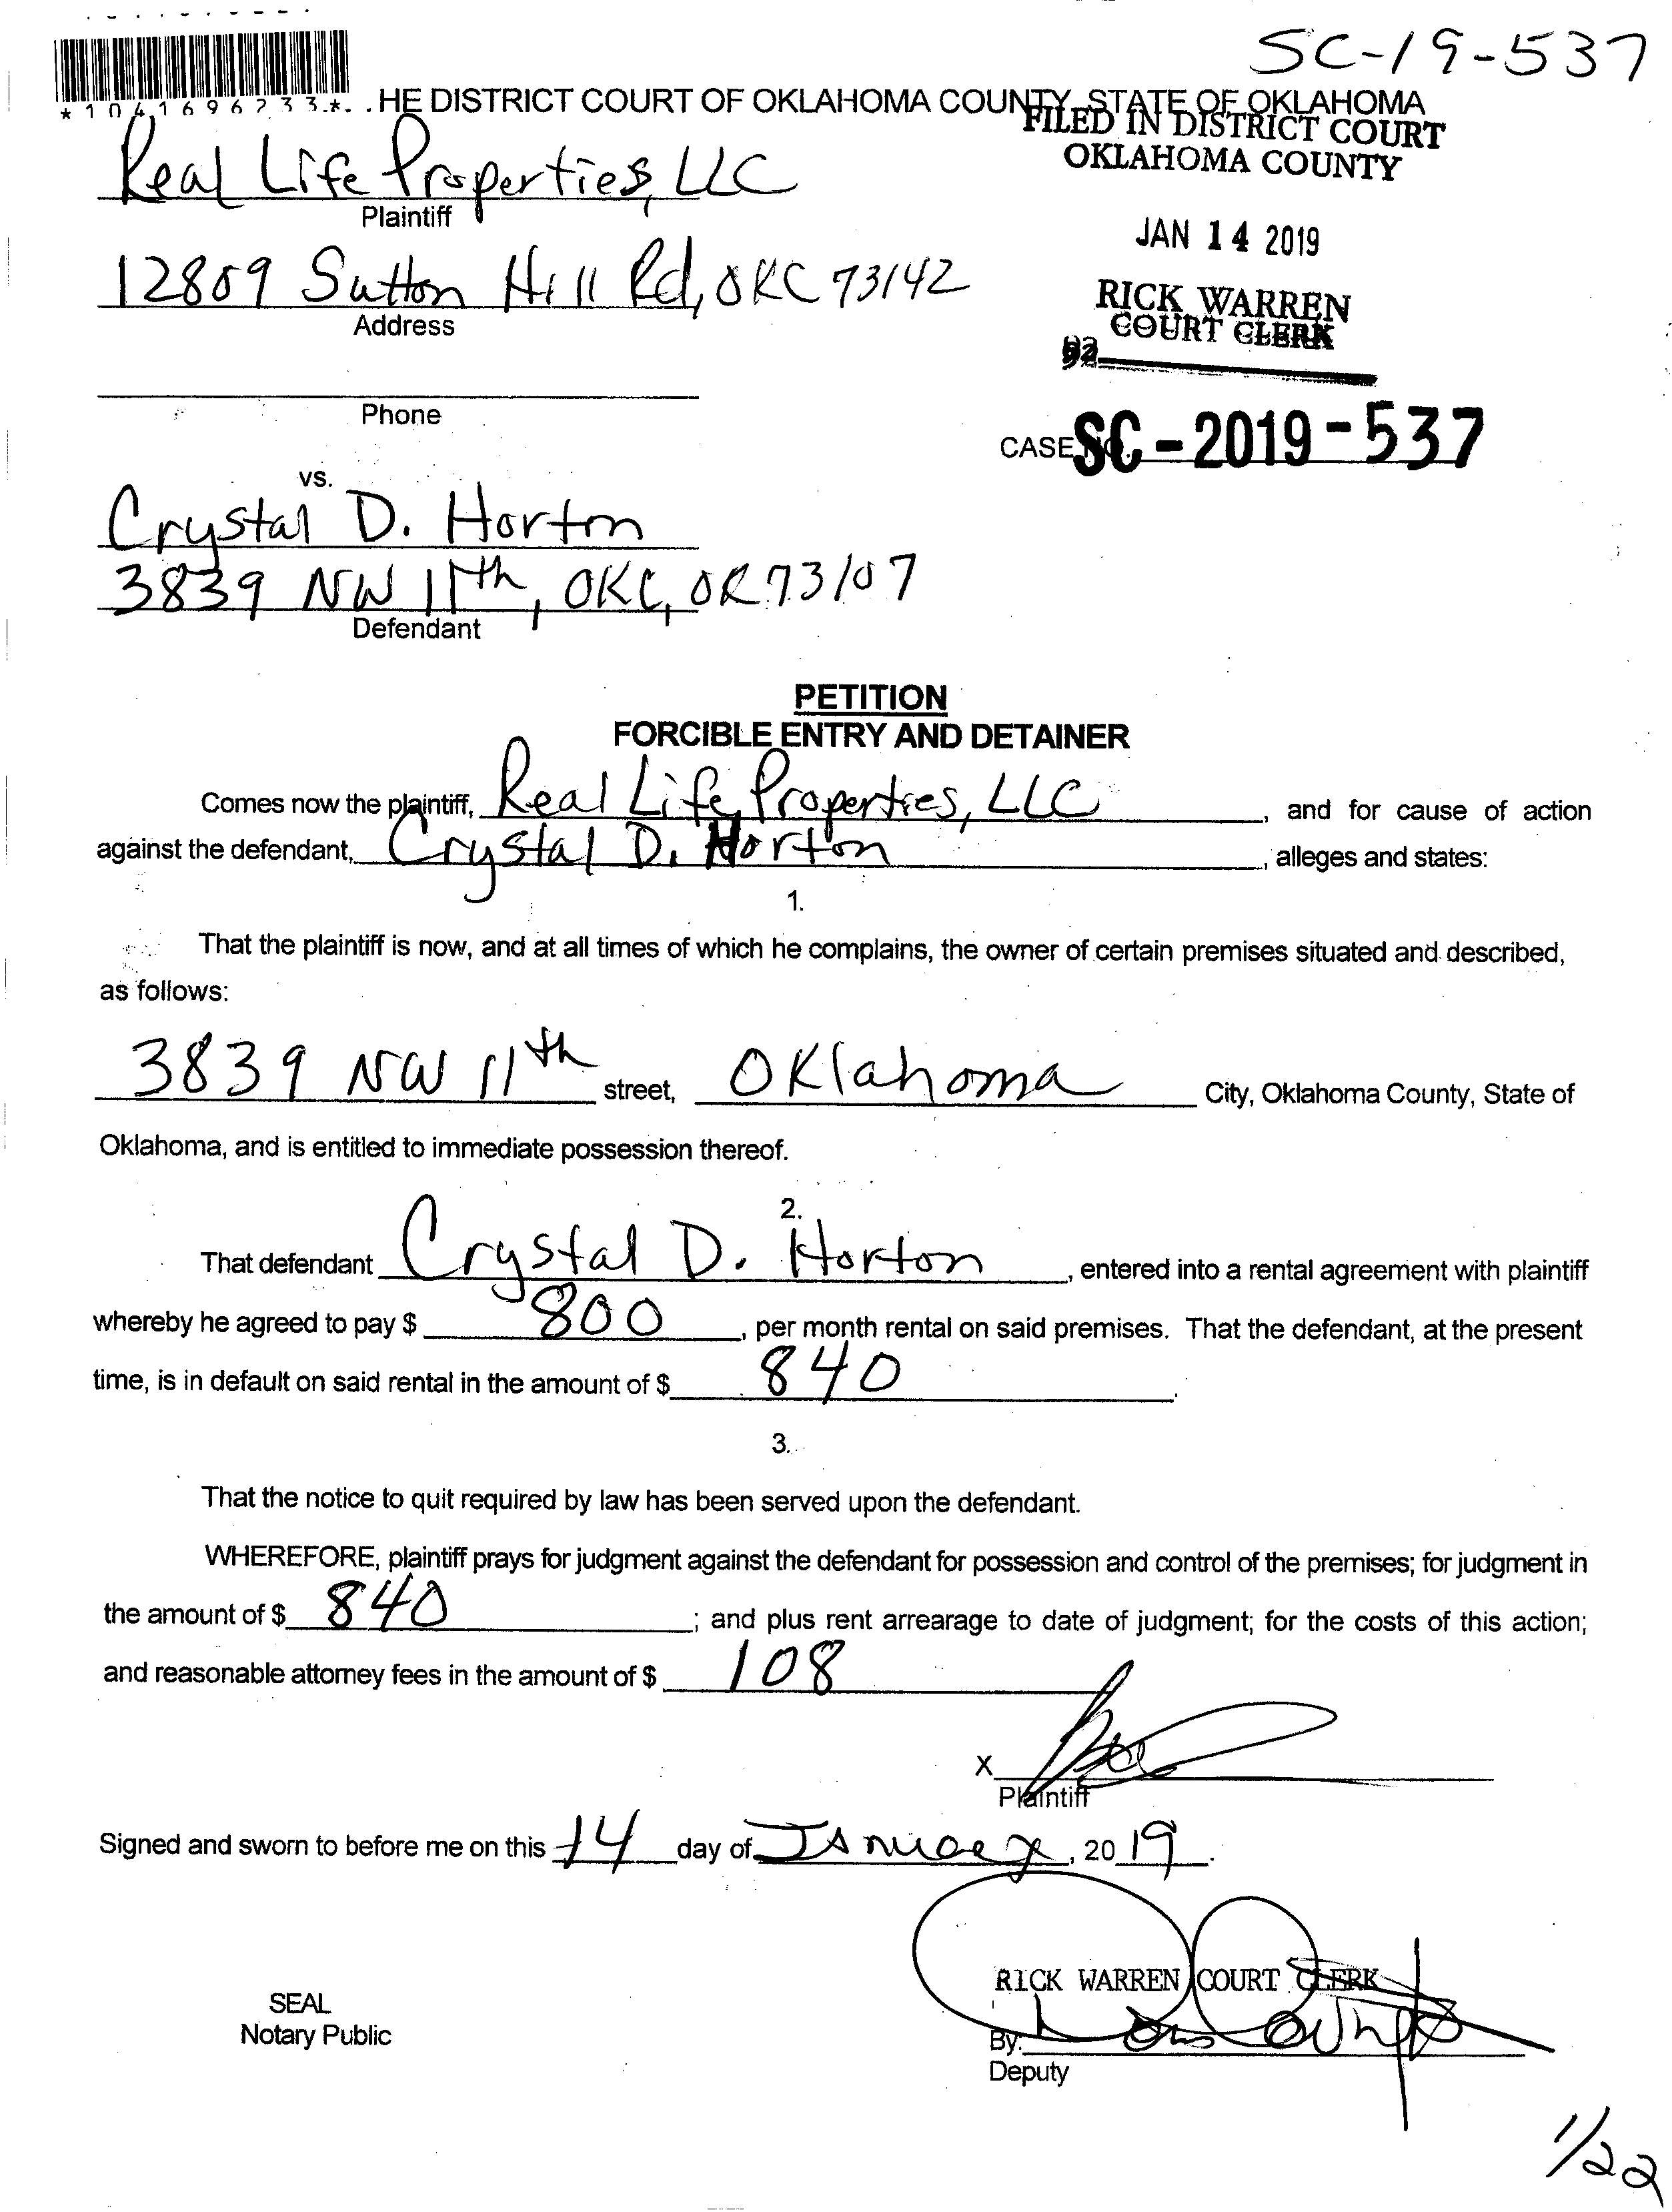 SC-19-537
*1041696233* HE DISTRICT COURT OF OKLAHOMA COUNTY, STATE OF OKLAHOMA
FILED IN DISTRICT COURT
OKLAHOMA COUNTY
Real Life Properties, LLC
Plaintiff
JAN 14 2019
12809 Sutton Hill Rd, OKC 73142
Address
RICK WARREN
COURT CLERK
Phone
CASE NO. SC-2019-537
vs.
Crystal D. Horton
3839 NW 11th, OKC, OK 73107
Defendant
PETITION
FORCIBLE ENTRY AND DETAINER
Comes now the plaintiff, Real Life Properties, LLC, and for cause of action
against the defendant, Crystal D. Horton, alleges and states:
1.
That the plaintiff is now, and at all times of which he complains, the owner of certain premises situated and described,
as follows:
3839 NW 11th street, Oklahoma City, Oklahoma County, State of
Oklahoma, and is entitled to immediate possession thereof.
2.
That defendant Crystal D. Horton, entered into a rental agreement with plaintiff
whereby he agreed to pay $ 800, per month rental on said premises. That the defendant, at the present
time, is in default on said rental in the amount of $ 840.
3.
That the notice to quit required by law has been served upon the defendant.
WHEREFORE, plaintiff prays for judgment against the defendant for possession and control of the premises; for judgment in
the amount of $ 840; and plus rent arrearage to date of judgment; for the costs of this action;
and reasonable attorney fees in the amount of $ 108
X
Plaintiff
Signed and sworn to before me on this 14 day of January, 2019.
RICK WARREN COURT CLERK
SEAL
Notary Public
By:
Deputy
1/22